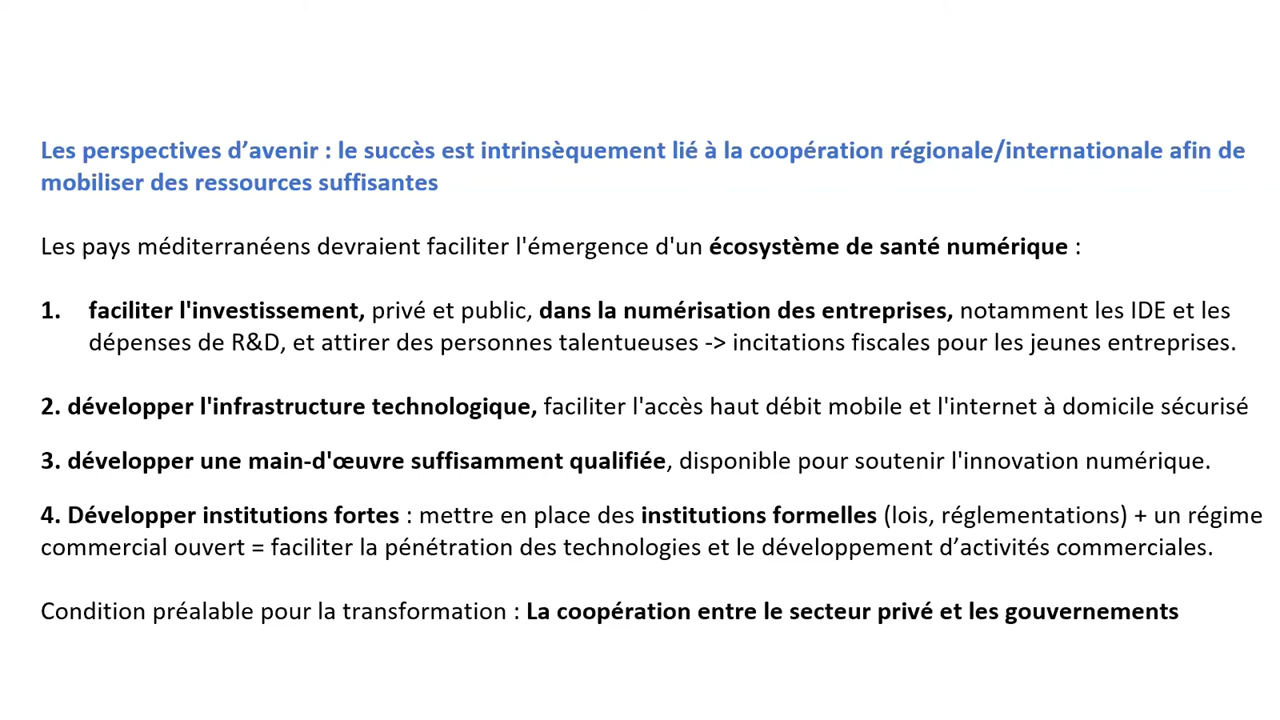 Les perspectives d’avenir : le succès est intrinsèquement lié à la coopération régionale/internationale afin de
mobiliser des ressources suffisantes
Les pays méditerranéens devraient faciliter l'émergence d'un écosystème de santé numérique :
1. faciliter l'investissement, privé et public, dans la numérisation des entreprises, notamment les IDE et les
dépenses de R&D, et attirer des personnes talentueuses -> incitations fiscales pour les jeunes entreprises.
2. développer l'infrastructure technologique, faciliter l'accès haut débit mobile et l'internet à domicile sécurisé
3. développer une main-d'œuvre suffisamment qualifiée, disponible pour soutenir l'innovation numérique.
4. Développer institutions fortes : mettre en place des institutions formelles (lois, réglementations) + un régime
commercial ouvert = faciliter la pénétration des technologies et le développement d’activités commerciales.
Condition préalable pour la transformation : La coopération entre le secteur privé et les gouvernements